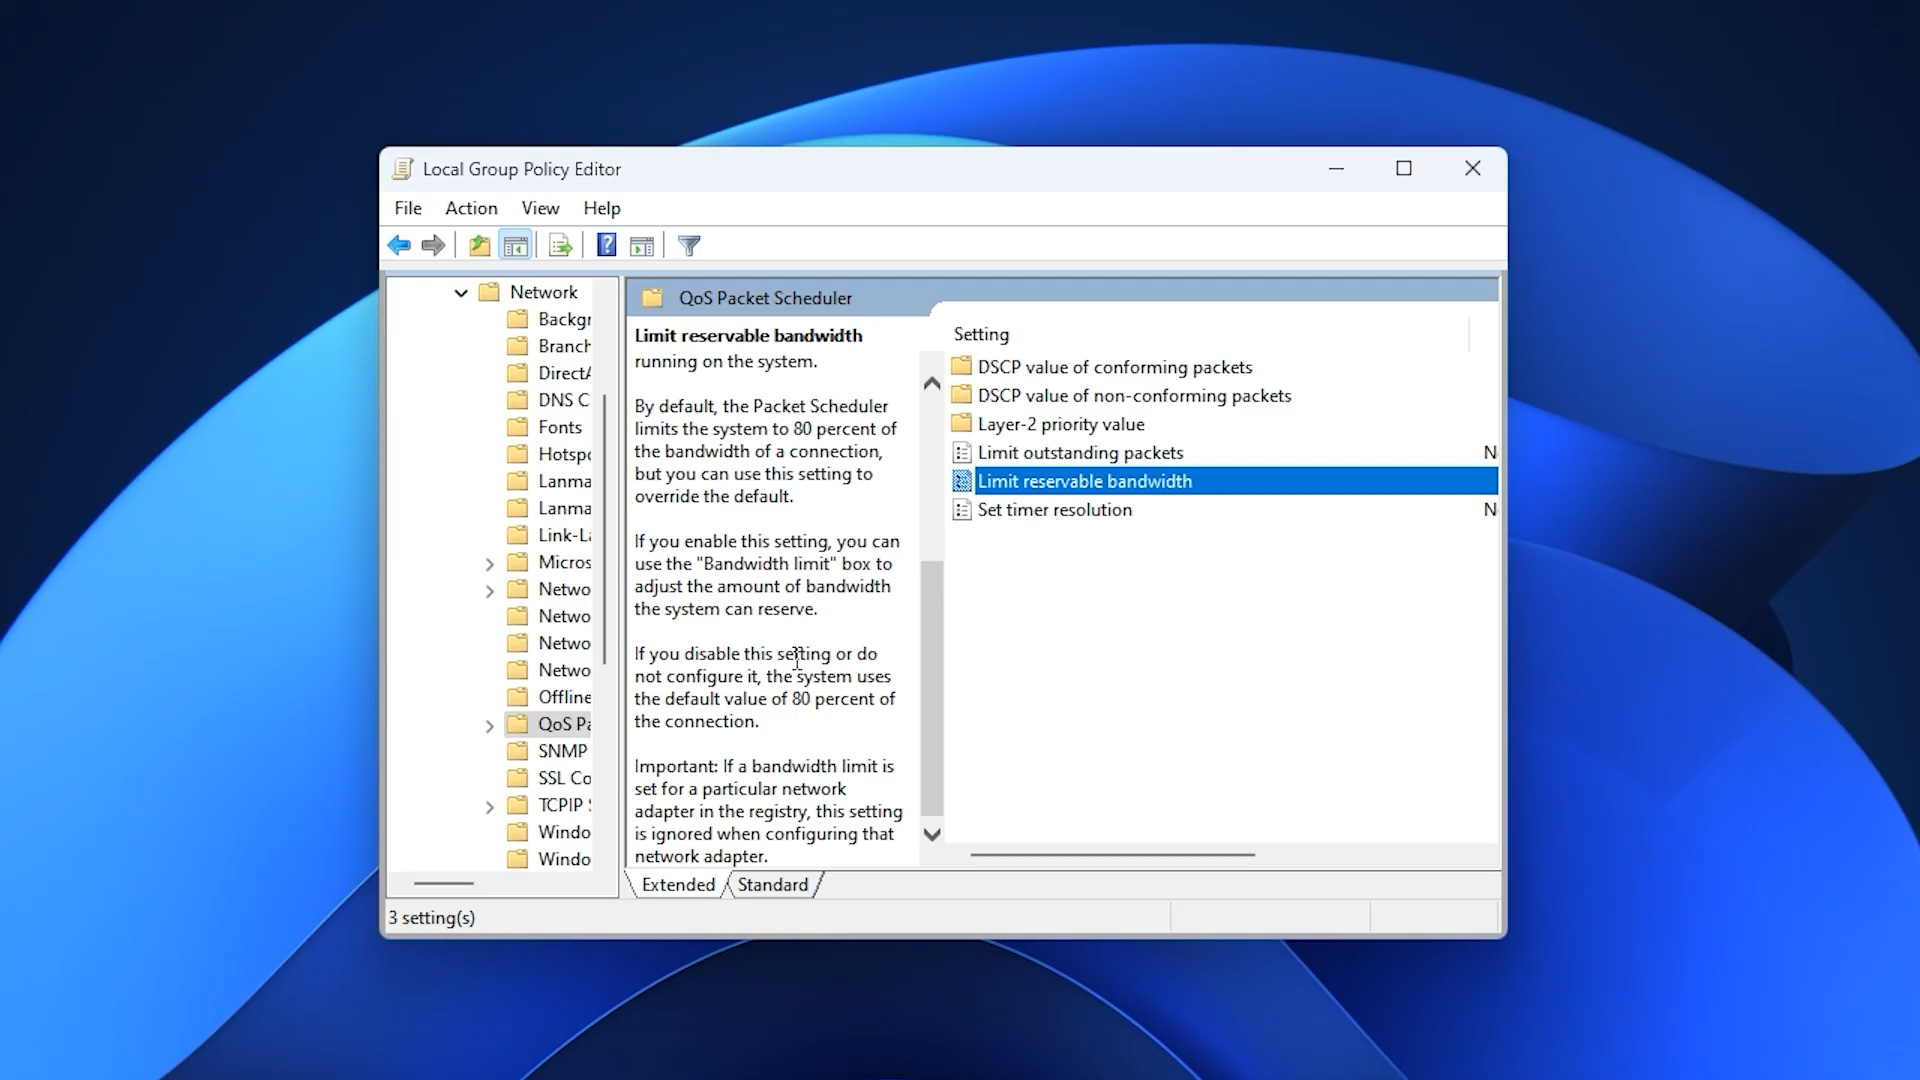 Local Group Policy Editor
File Action View Help
Network
Backgr
Branch
DirectA
DNS C
Fonts
Hotspo
Lanma
Lanma
Link-La
Micros
Netwo
Netwo
Netwo
Netwo
Offline
QoS Pa
SNMP
SSL Co
TCPIP
Windo
Windo
QoS Packet Scheduler
Limit reservable bandwidth
running on the system.
By default, the Packet Scheduler
limits the system to 80 percent of
the bandwidth of a connection,
but you can use this setting to
override the default.
If you enable this setting, you can
use the "Bandwidth limit" box to
adjust the amount of bandwidth
the system can reserve.
If you disable this setting or do
not configure it, the system uses
the default value of 80 percent of
the connection.
Important: If a bandwidth limit is
set for a particular network
adapter in the registry, this setting
is ignored when configuring that
network adapter.
Setting
DSCP value of conforming packets
DSCP value of non-conforming packets
Layer-2 priority value
Limit outstanding packets N
Limit reservable bandwidth
Set timer resolution N
Extended Standard
3 setting(s)